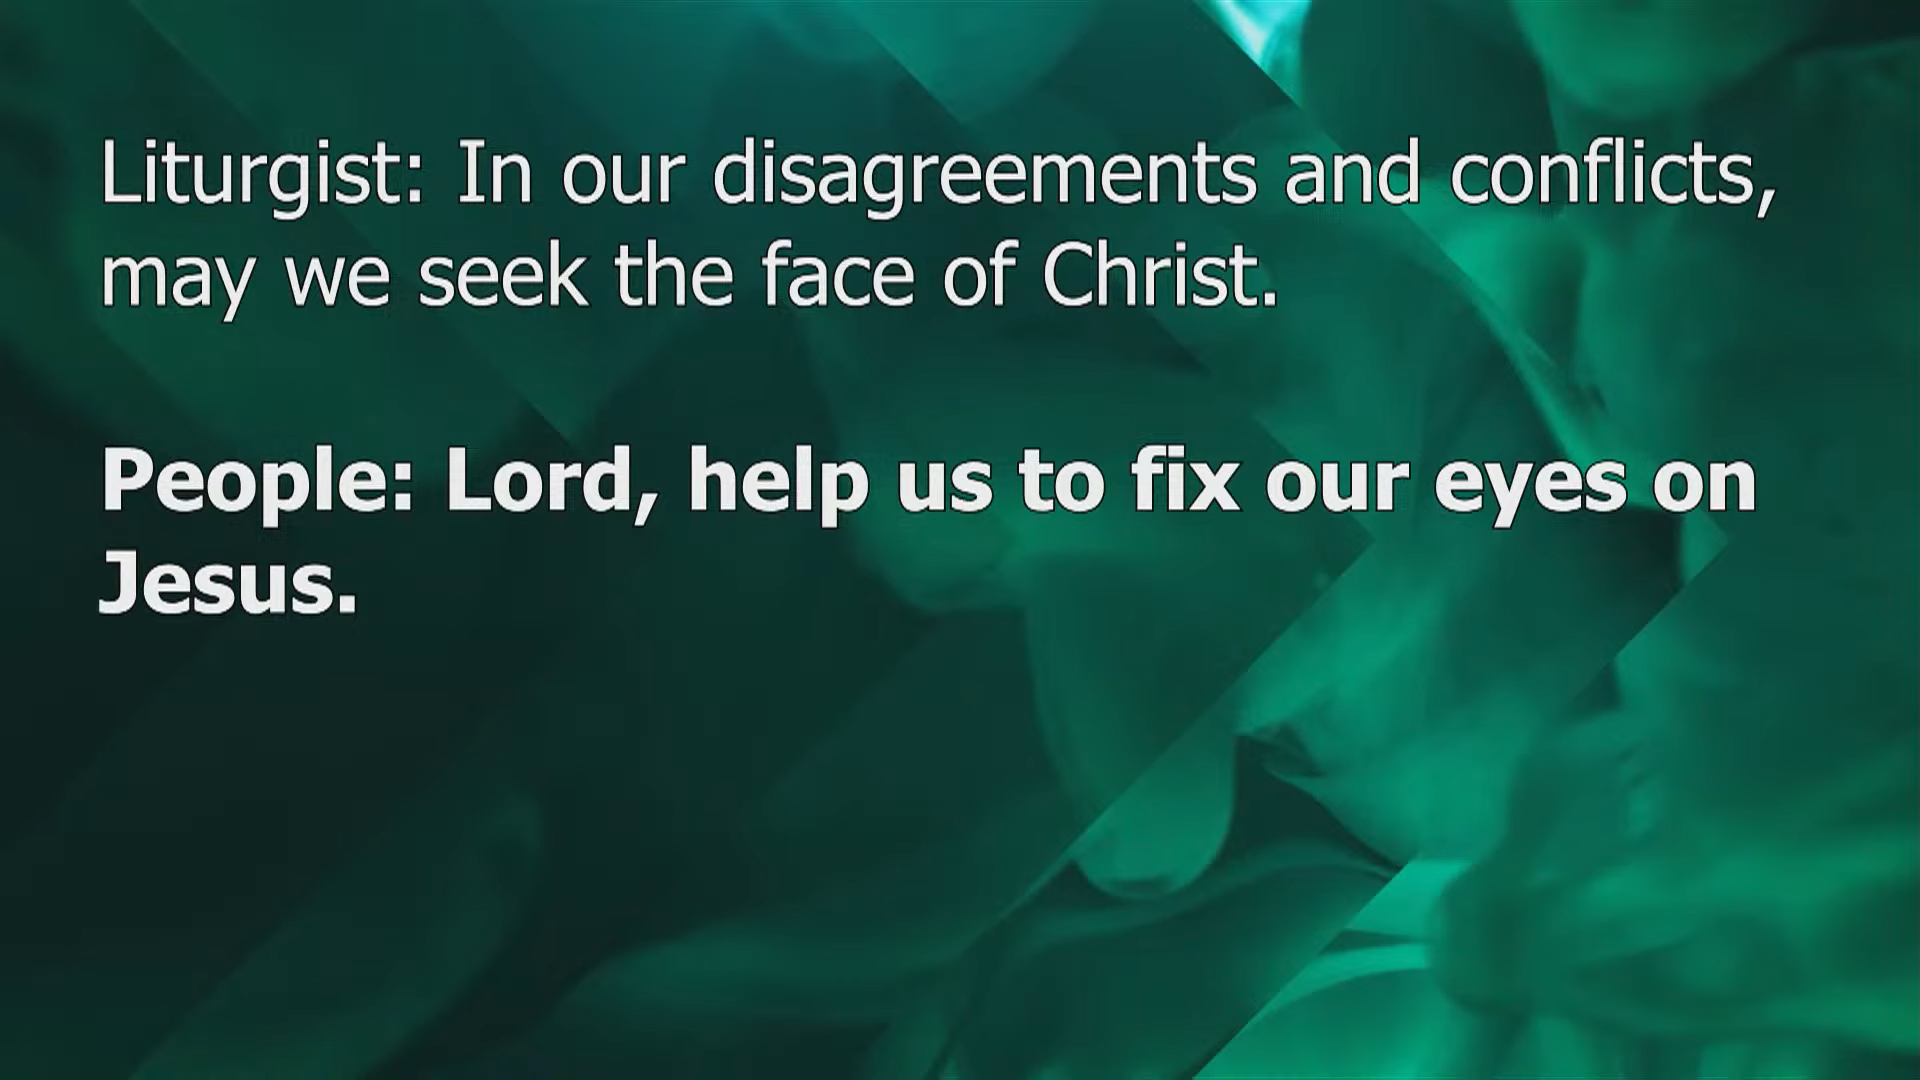 Liturgist: In our disagreements and conflicts,
may we seek the face of Christ.
People: Lord, help us to fix our eyes on
Jesus.